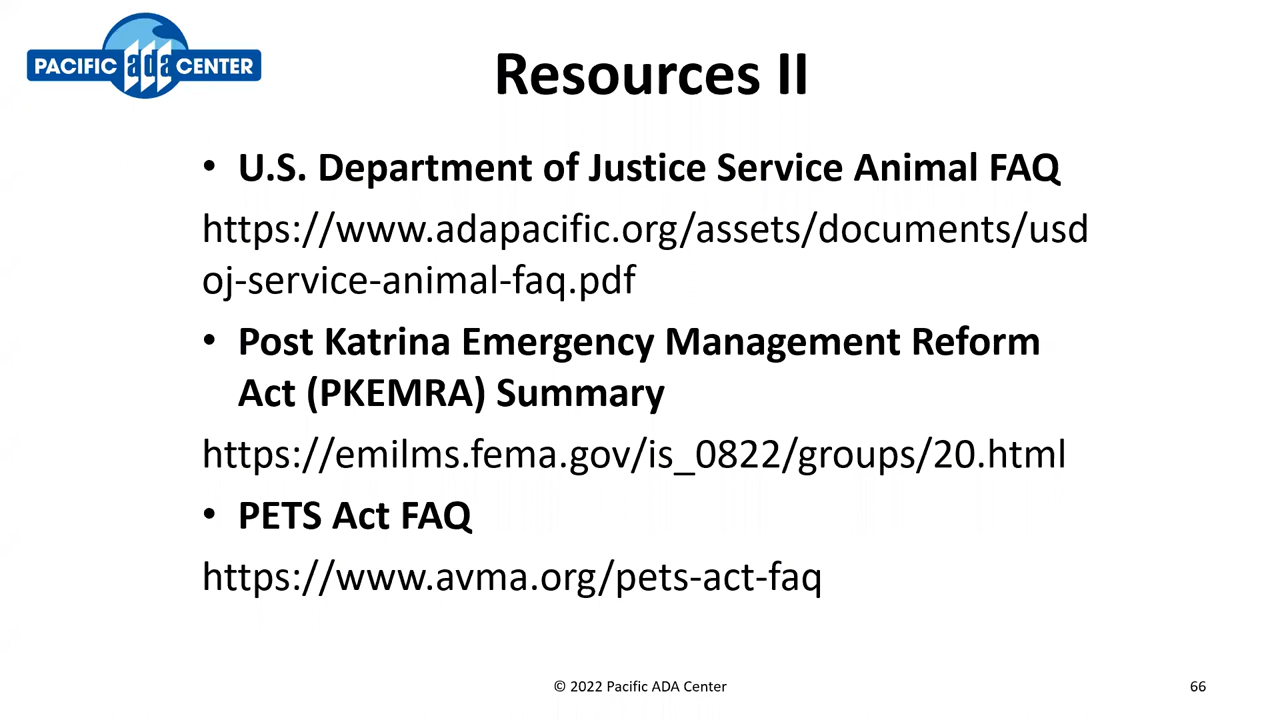 PACIFIC ada CENTER
Resources II
• U.S. Department of Justice Service Animal FAQ
https://www.adapacific.org/assets/documents/usd
oj-service-animal-faq.pdf
• Post Katrina Emergency Management Reform
Act (PKEMRA) Summary
https://emilms.fema.gov/is_0822/groups/20.html
• PETS Act FAQ
https://www.avma.org/pets-act-faq
© 2022 Pacific ADA Center
66